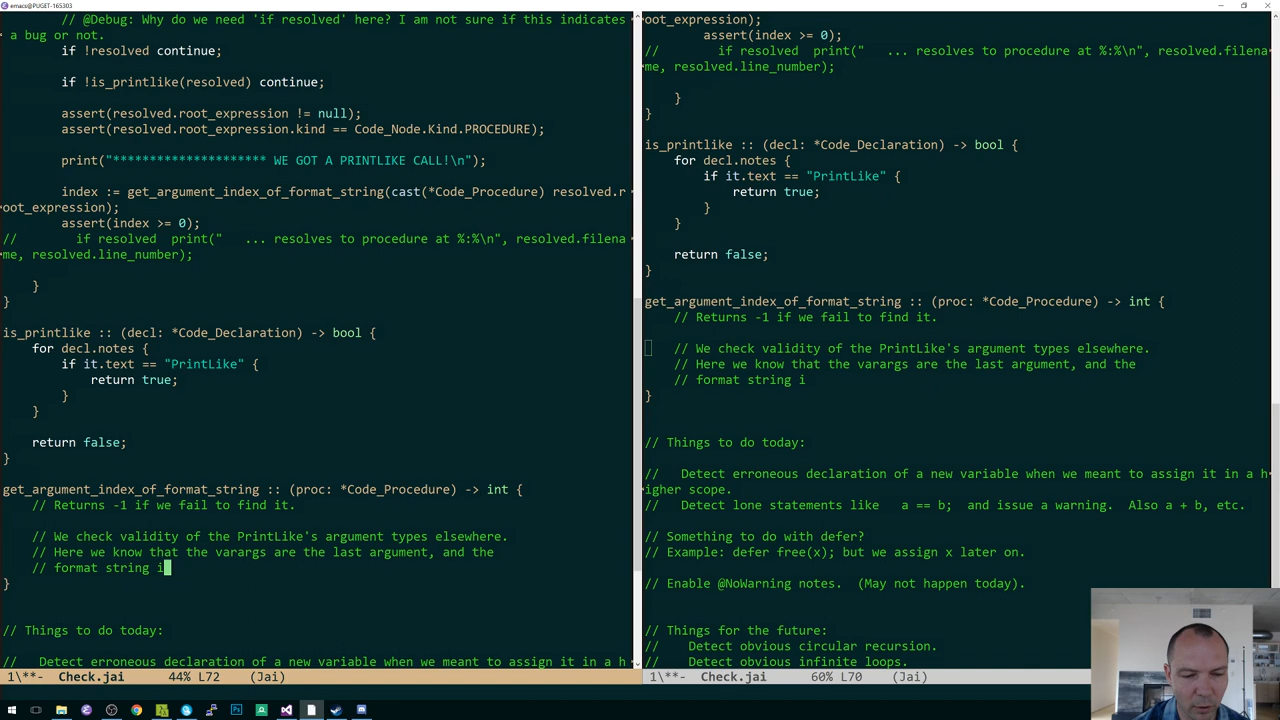 emacs@PUGET-165303
// @Debug: Why do we need 'if resolved' here? I am not sure if this indicates
a bug or not.
if !resolved continue;
if !is_printlike(resolved) continue;
assert(resolved.root_expression != null);
assert(resolved.root_expression.kind == Code_Node.Kind.PROCEDURE);
print("********************* WE GOT A PRINTLIKE CALL!\n");
index := get_argument_index_of_format_string(cast(*Code_Procedure) resolved.r
oot_expression);
assert(index >= 0);
// if resolved print(" ... resolves to procedure at %:%\n", resolved.filena
me, resolved.line_number);
}
}
is_printlike :: (decl: *Code_Declaration) -> bool {
for decl.notes {
if it.text == "PrintLike" {
return true;
}
}
return false;
}
get_argument_index_of_format_string :: (proc: *Code_Procedure) -> int {
// Returns -1 if we fail to find it.
// We check validity of the PrintLike's argument types elsewhere.
// Here we know that the varargs are the last argument, and the
// format string i
}
// Things to do today:
// Detect erroneous declaration of a new variable when we meant to assign it in a h
1\**- Check.jai 44% L72 (Jai)
oot_expression);
assert(index >= 0);
// if resolved print(" ... resolves to procedure at %:%\n", resolved.filena
me, resolved.line_number);
}
}
is_printlike :: (decl: *Code_Declaration) -> bool {
for decl.notes {
if it.text == "PrintLike" {
return true;
}
}
return false;
}
get_argument_index_of_format_string :: (proc: *Code_Procedure) -> int {
// Returns -1 if we fail to find it.
// We check validity of the PrintLike's argument types elsewhere.
// Here we know that the varargs are the last argument, and the
// format string i
}
// Things to do today:
// Detect erroneous declaration of a new variable when we meant to assign it in a h
igher scope.
// Detect lone statements like a == b; and issue a warning. Also a + b, etc.
// Something to do with defer?
// Example: defer free(x); but we assign x later on.
// Enable @NoWarning notes. (May not happen today).
// Things for the future:
// Detect obvious circular recursion.
// Detect obvious infinite loops.
1\**- Check.jai 60% L70 (Jai)